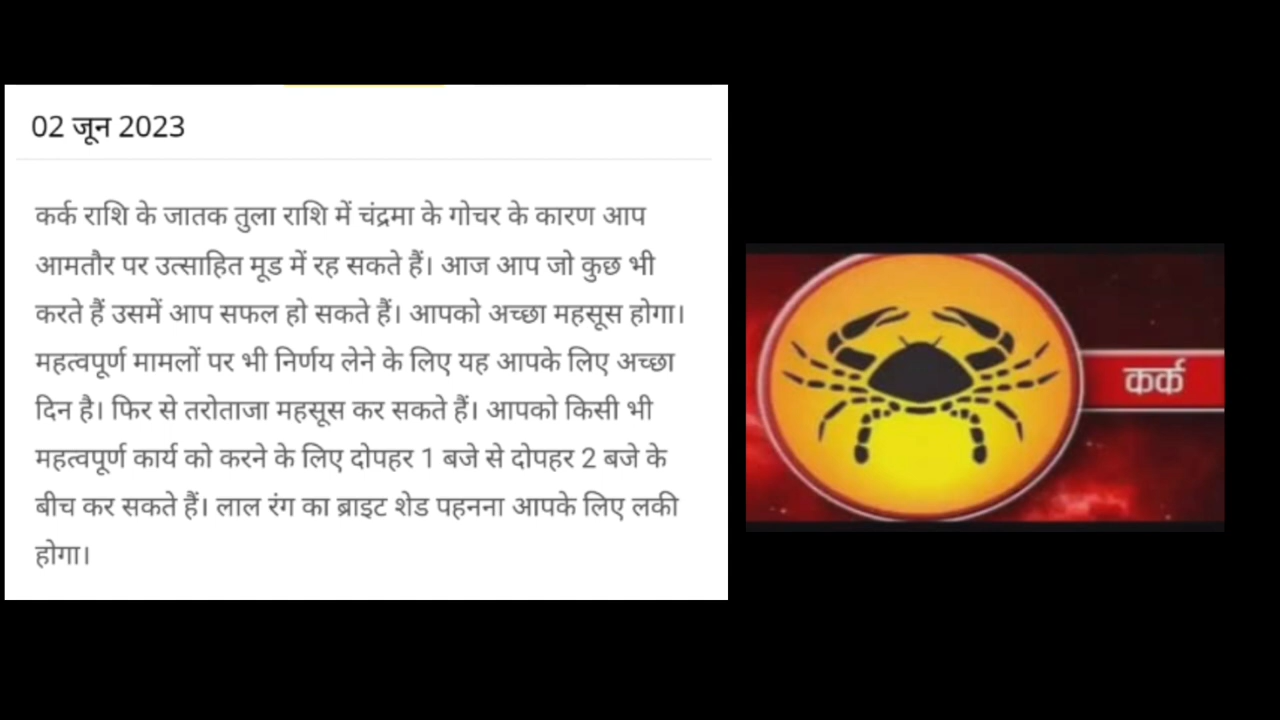 02 जून 2023
कर्क राशि के जातक तुला राशि में चंद्रमा के गोचर के कारण आप
आमतौर पर उत्साहित मूड में रह सकते हैं। आज आप जो कुछ भी
करते हैं उसमें आप सफल हो सकते हैं। आपको अच्छा महसूस होगा।
महत्वपूर्ण मामलों पर भी निर्णय लेने के लिए यह आपके लिए अच्छा
दिन है। फिर से तरोताजा महसूस कर सकते हैं। आपको किसी भी
महत्वपूर्ण कार्य को करने के लिए दोपहर 1 बजे से दोपहर 2 बजे के
बीच कर सकते हैं। लाल रंग का ब्राइट शेड पहनना आपके लिए लकी
होगा।
कर्क